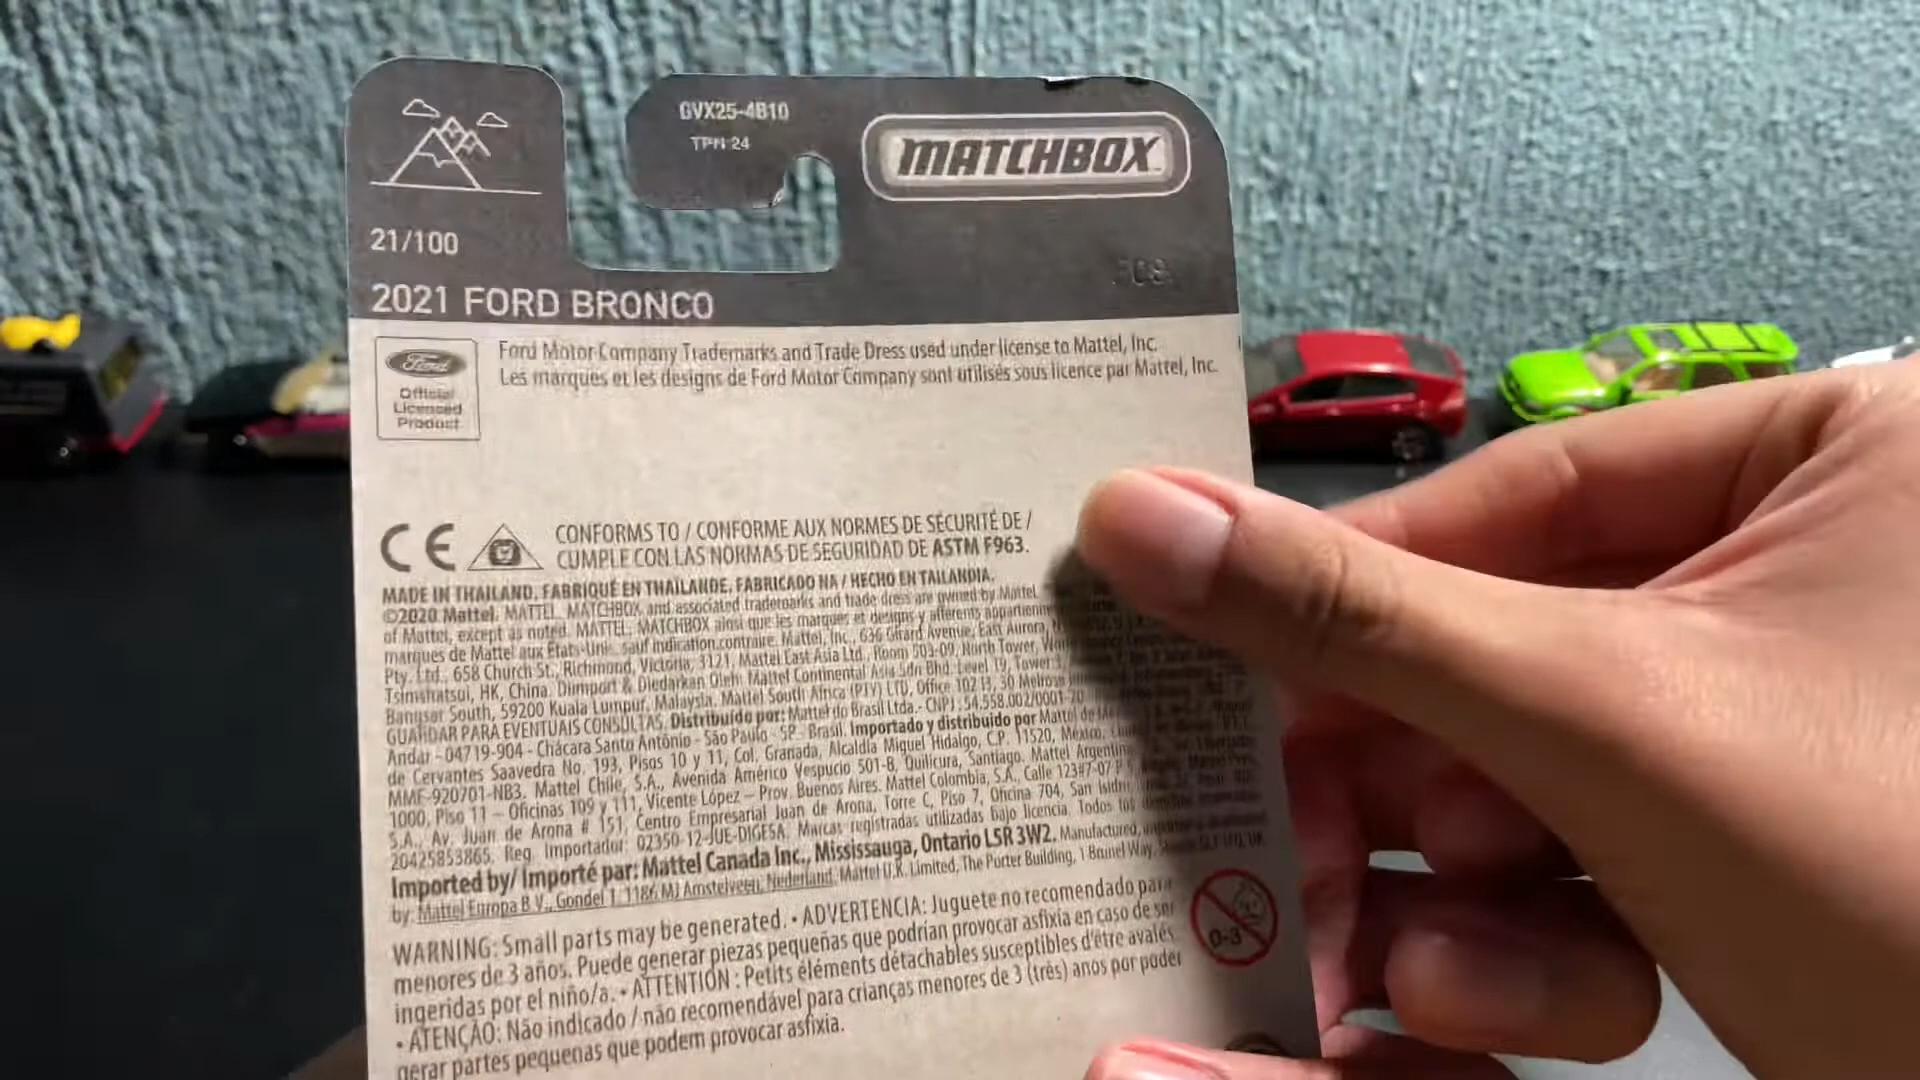 GVX25-4B10
TPN 24
MATCHBOX
21/100
2021 FORD BRONCO
Ford
Official
Licensed
Product
Ford Motor Company Trademarks and Trade Dress used under license to Mattel, Inc.
Les marques et les designs de Ford Motor Company sont utilisés sous licence par Mattel, Inc.
CE
CONFORMS TO / CONFORME AUX NORMES DE SÉCURITÉ DE /
CUMPLE CON LAS NORMAS DE SEGURIDAD DE ASTM F963.
MADE IN THAILAND. FABRIQUÉ EN THAILANDE. FABRICADO NA / HECHO EN TAILANDIA.
©2020 Mattel. MATTEL, MATCHBOX and associated trademarks and trade dress are owned by Mattel
of Mattel, except as noted. MATTEL, MATCHBOX ainsi que les marques et designs y afférents appartiennent
marques de Mattel aux États-Unis, sauf indication contraire. Mattel, Inc., 636 Girard Avenue, East Aurora,
Pty. Ltd., 658 Church St., Richmond, Victoria, 3121. Mattel East Asia Ltd., Room 503-09, North Tower,
Tsimshatsui, HK, China. Diimport & Diedarkan Oleh: Mattel Continental Asia Sdn Bhd. Level 19, Tower
Bangsar South, 59200 Kuala Lumpur, Malaysia. Mattel South Africa (PTY) LTD, Office 102 I3, 30 Melrose
GUARDAR PARA EVENTUAIS CONSULTAS. Distribuido por: Mattel do Brasil Ltda.- CNPJ : 54.558.002/0001-20
Andar - 04719-904 - Chácara Santo Antônio - São Paulo - SP - Brasil. Importado y distribuido por Mattel de
de Cervantes Saavedra No. 193, Pisos 10 y 11, Col. Granada, Alcaldía Miguel Hidalgo, C.P. 11520, México,
MMF-920701-NB3. Mattel Chile, S.A., Avenida Américo Vespucio 501-B, Quilicura, Santiago. Mattel Argentina
1000, Piso 11 – Oficinas 109 y 111, Vicente López – Prov. Buenos Aires. Mattel Colombia, S.A., Calle 123#7-07
S.A., Av. Juan de Arona # 151, Centro Empresarial Juan de Arona, Torre C, Piso 7, Oficina 704, San Isidro,
20425853865. Reg. Importador: 02350-12-JUE-DIGESA. Marcas registradas utilizadas bajo licencia. Todos los
Imported by/ Importé par: Mattel Canada Inc., Mississauga, Ontario L5R 3W2. Manufactured,
by: Mattel Europa B.V., Gondel 1, 1186 MJ Amstelveen, Nederland. Mattel U.K. Limited, The Porter Building, 1 Brunel Way,
WARNING: Small parts may be generated. • ADVERTENCIA: Juguete no recomendado para
menores de 3 años. Puede generar piezas pequeñas que podrían provocar asfixia en caso de ser
ingeridas por el niño/a. • ATTENTION : Petits éléments détachables susceptibles d'être avalés.
• ATENÇÃO: Não indicado / não recomendável para crianças menores de 3 (três) anos por poder
gerar partes pequenas que podem provocar asfixia.
0-3